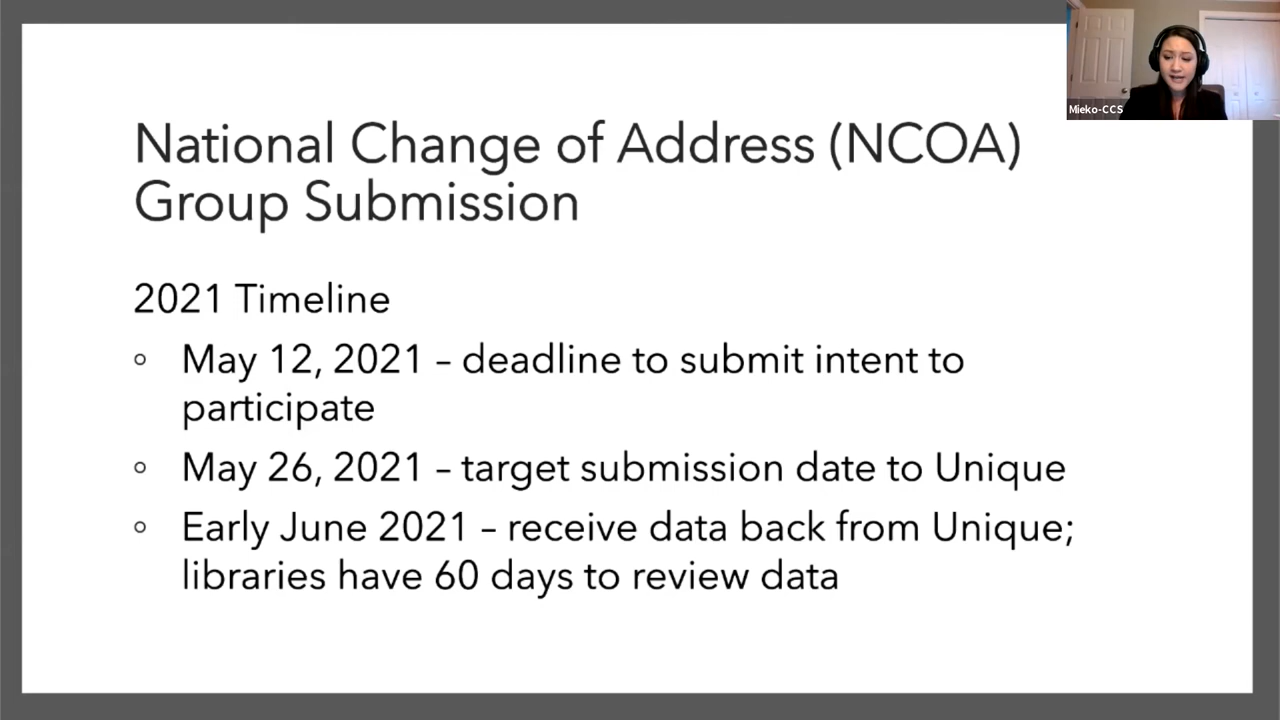 National Change of Address (NCOA)
Group Submission
2021 Timeline
◦ May 12, 2021 – deadline to submit intent to
participate
◦ May 26, 2021 – target submission date to Unique
◦ Early June 2021 – receive data back from Unique;
libraries have 60 days to review data
Mieko-CCS